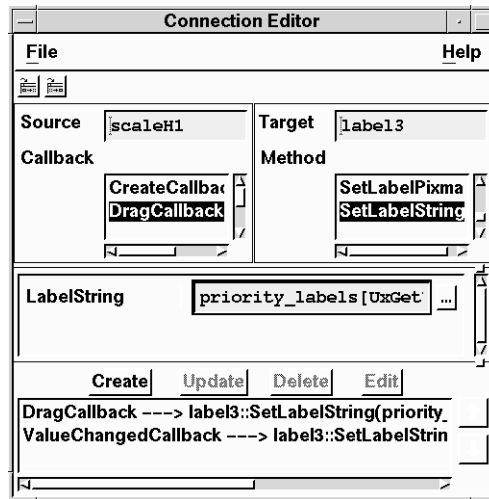 Connection Editor
File Help
Source scaleH1 Target label3
Callback Method
CreateCallbac SetLabelPixma
DragCallback SetLabelString
LabelString priority_labels[UxGet ...
Create Update Delete Edit
DragCallback ---> label3::SetLabelString(priority_
ValueChangedCallback ---> label3::SetLabelStrin